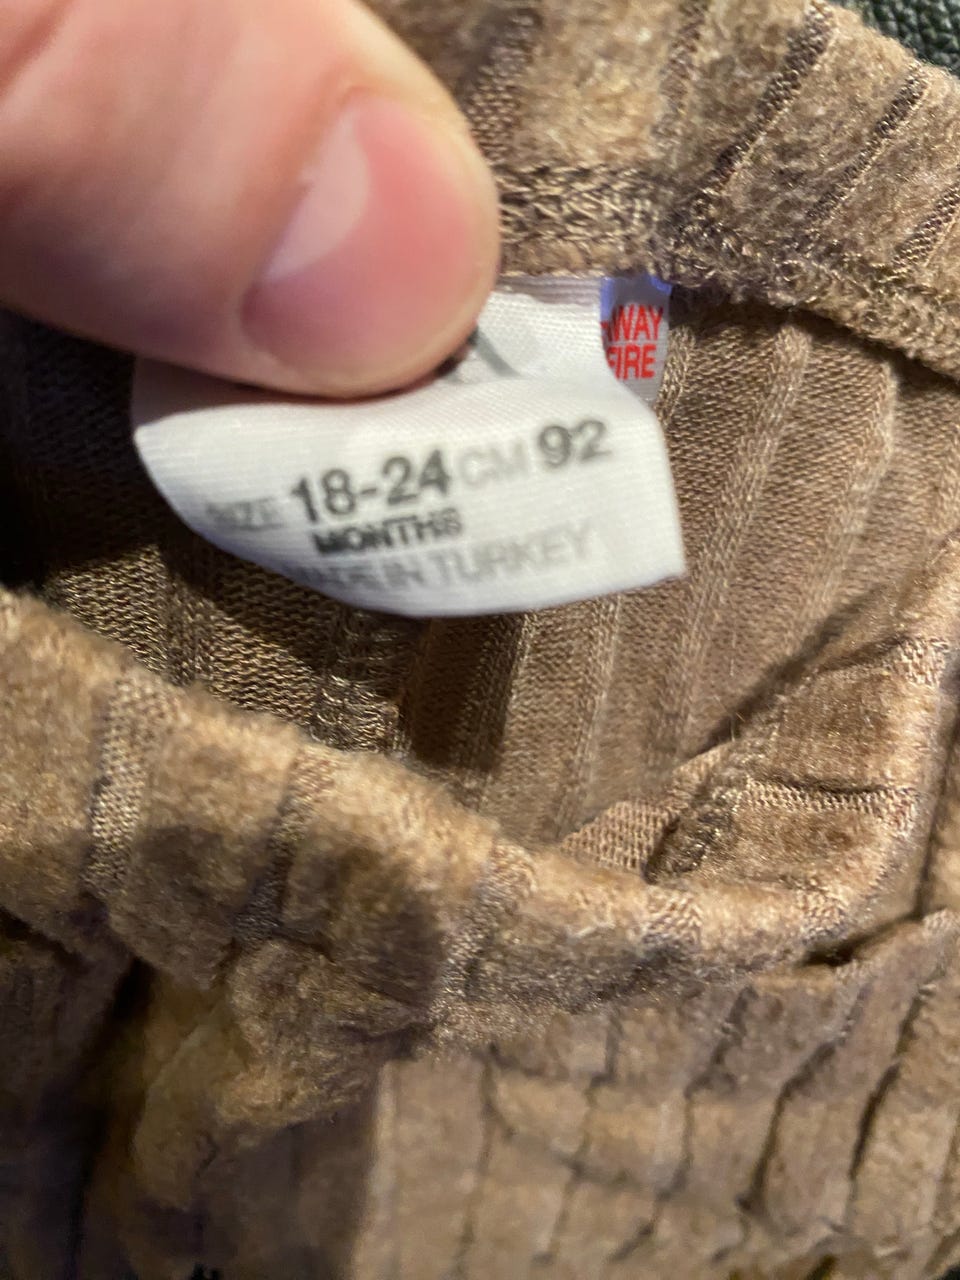 WAY
FIRE
SIZE 18-24 CM 92
MONTHS
MADE IN TURKEY